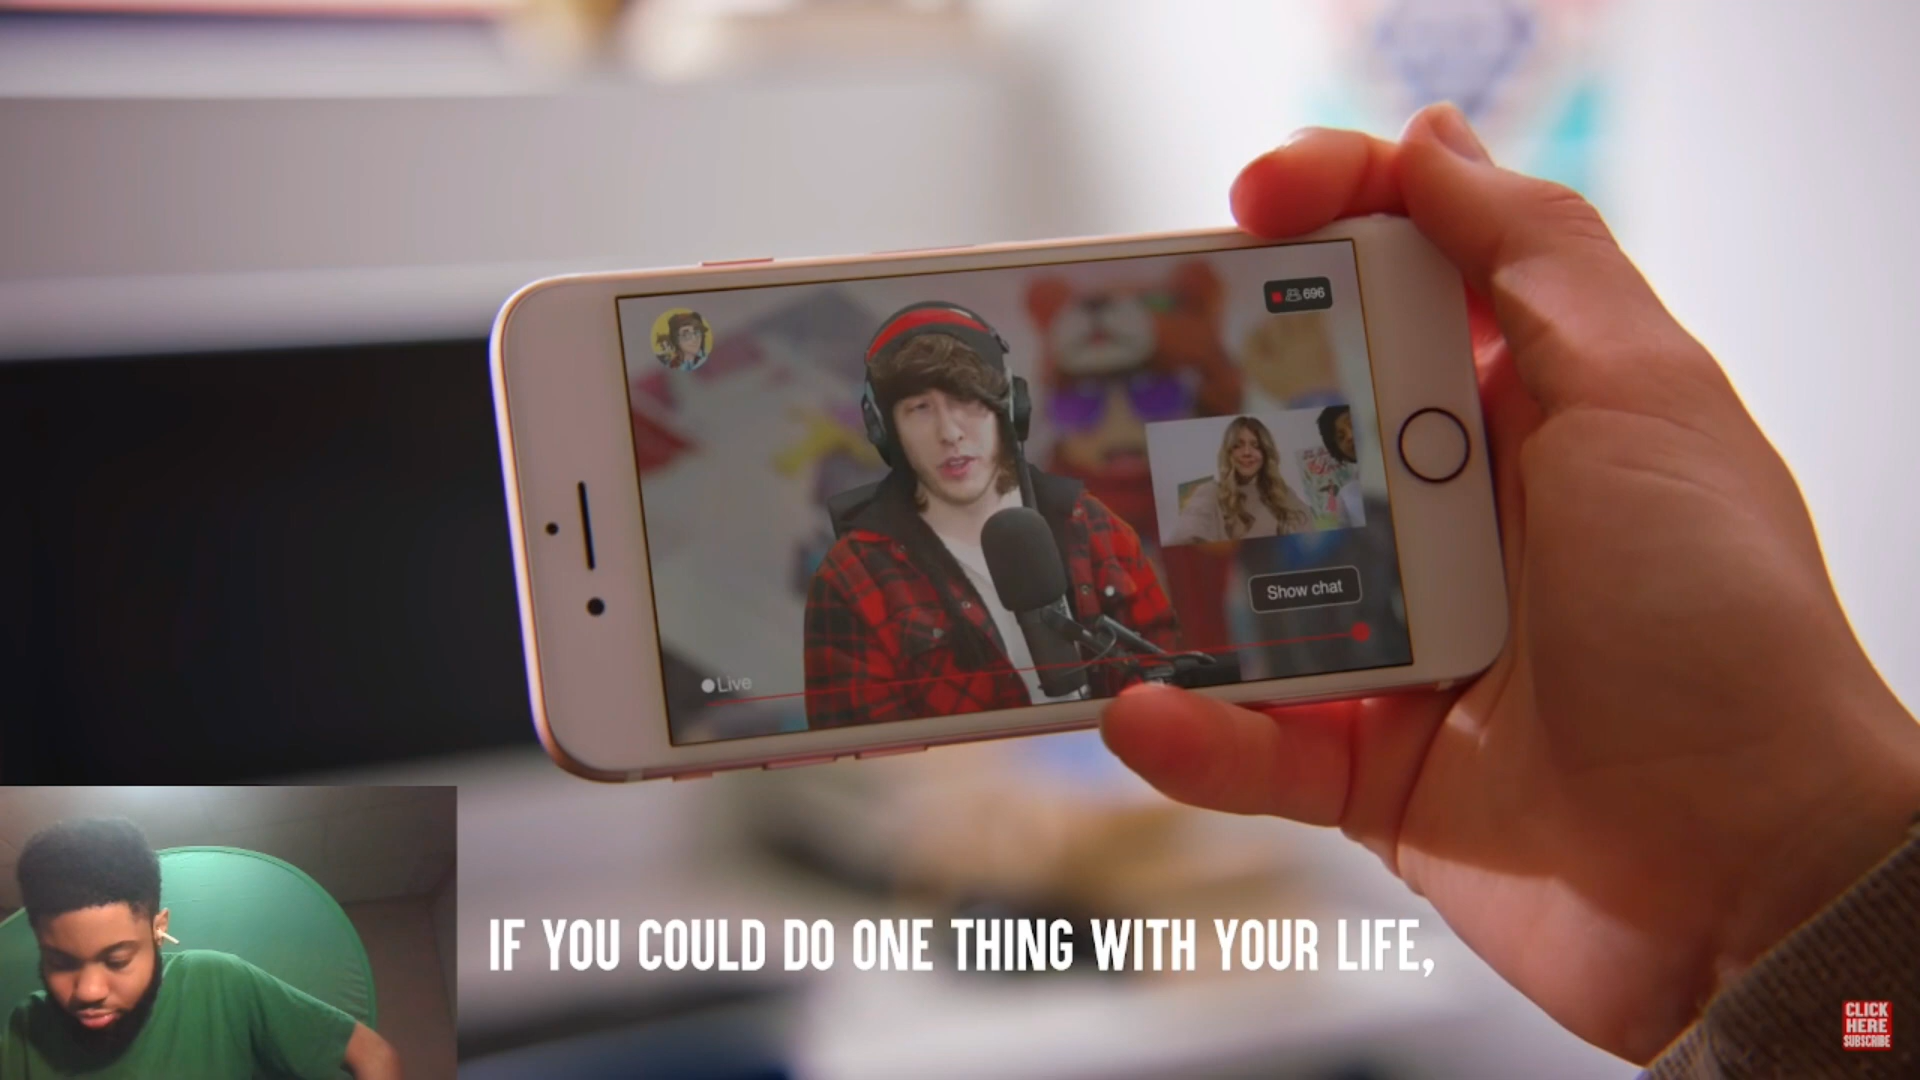 696
Show chat
Live
IF YOU COULD DO ONE THING WITH YOUR LIFE,
CLICK
HERE
SUBSCRIBE